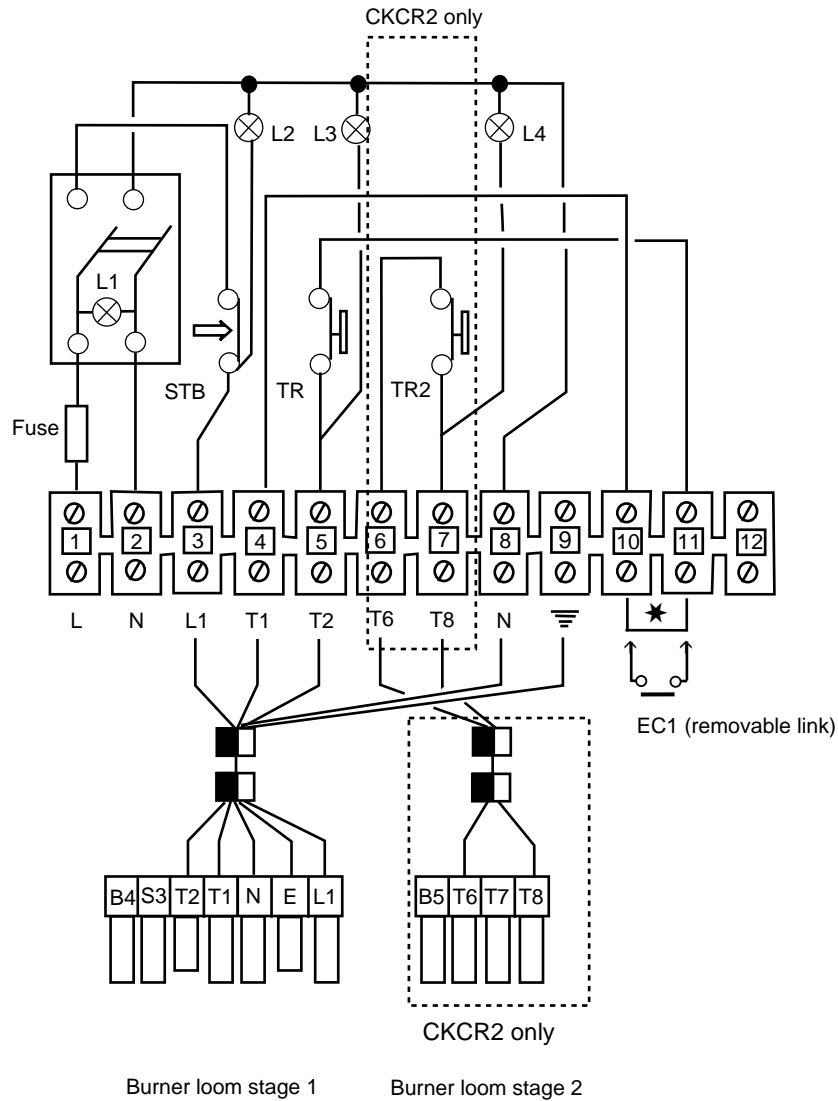 CKCR2 only
L2 L3 L4
L1
STB TR TR2
Fuse
1 2 3 4 5 6 7 8 9 10 11 12
L N L1 T1 T2 T6 T8 N
EC1 (removable link)
B4 S3 T2 T1 N E L1 B5 T6 T7 T8
CKCR2 only
Burner loom stage 1 Burner loom stage 2